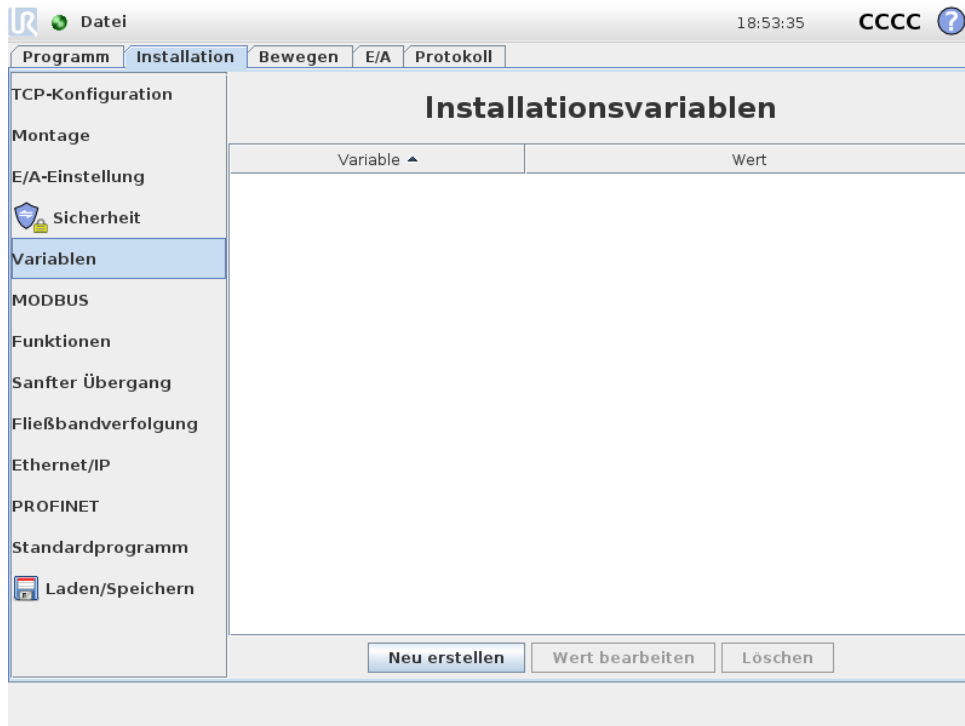 UR Datei 18:53:35 CCCC ?
Programm Installation Bewegen E/A Protokoll
TCP-Konfiguration
Montage
E/A-Einstellung
Sicherheit
Variablen
MODBUS
Funktionen
Sanfter Übergang
Fließbandverfolgung
Ethernet/IP
PROFINET
Standardprogramm
Laden/Speichern
Installationsvariablen
Variable Wert
Neu erstellen Wert bearbeiten Löschen